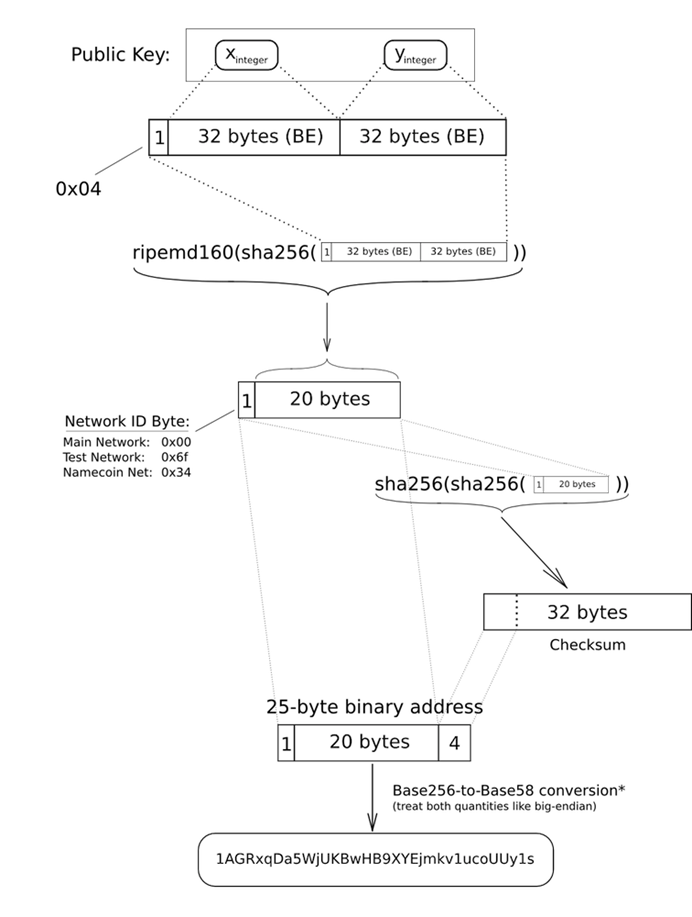 Public Key:
x integer
y integer
1
32 bytes (BE)
32 bytes (BE)
0x04
ripemd160(sha256(
1
32 bytes (BE)
32 bytes (BE)
))
1
20 bytes
Network ID Byte:
Main Network: 0x00
Test Network: 0x6f
Namecoin Net: 0x34
sha256(sha256(
1
20 bytes
))
32 bytes
Checksum
25-byte binary address
1
20 bytes
4
Base256-to-Base58 conversion*
(treat both quantities like big-endian)
1AGRxqDa5WjUKBwHB9XYEjmkv1ucoUUy1s